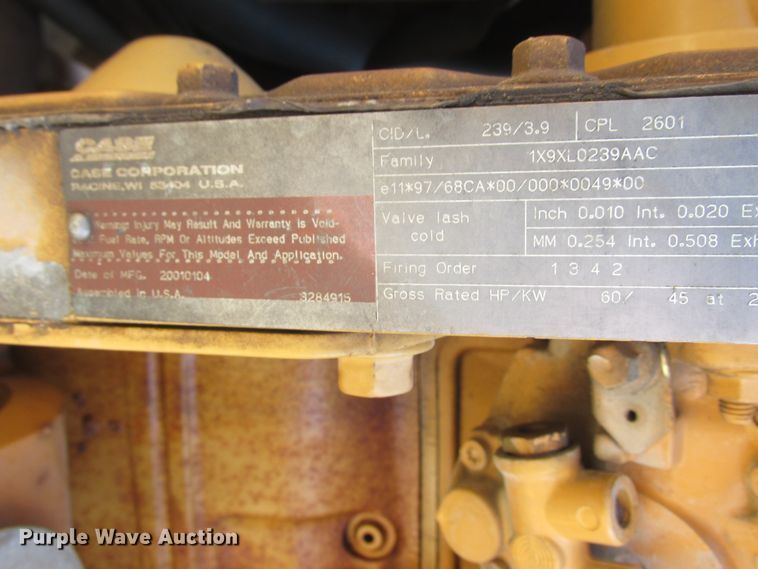 CASE
CASE CORPORATION
RACINE, WI 53404 U.S.A.
Warning: Injury May Result And Warranty is Void-
Fuel Rate, RPM Or Altitudes Exceed Published
Maximum Values For This Model And Application.
Date of MFG. 20010104
Assembled in U.S.A. 3284915
CID/L. 239/3.9 CPL 2601
Family 1X9XL0239AAC
e11*97/68CA*00/000*0049*00
Valve lash cold
Inch 0.010 Int. 0.020 Ex
MM 0.254 Int. 0.508 Exh
Firing Order 1 3 4 2
Gross Rated HP/KW 60/ 45 at 2
Purple Wave Auction